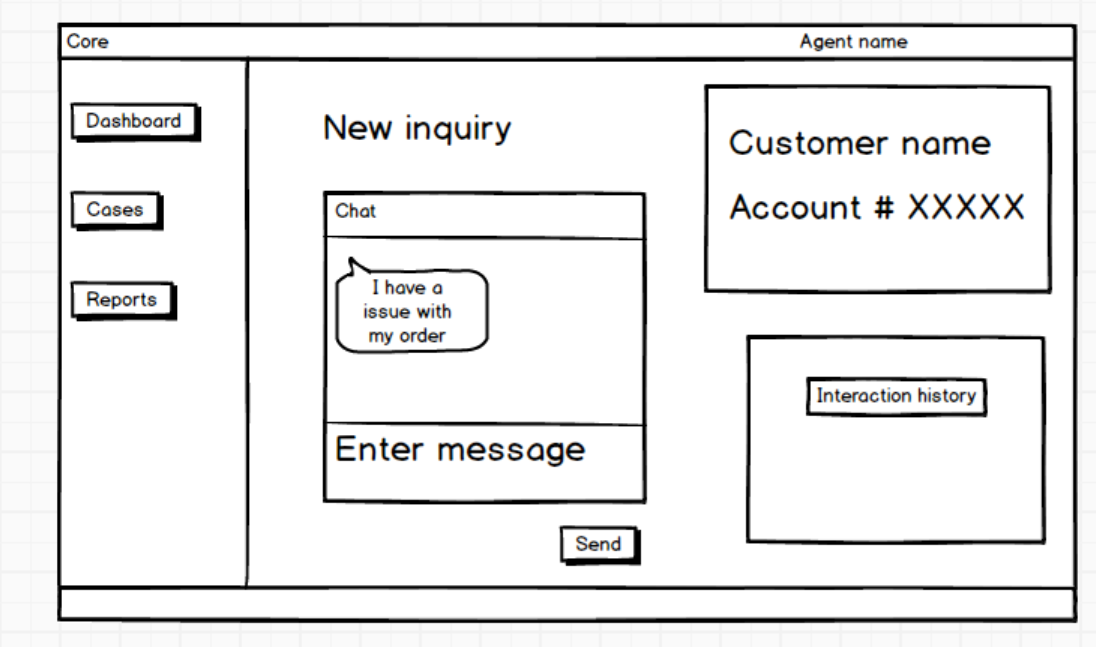 Core
Agent name
Dashboard
Cases
Reports
New inquiry
Chat
I have a
issue with
my order
Enter message
Send
Customer name
Account # XXXXX
Interaction history